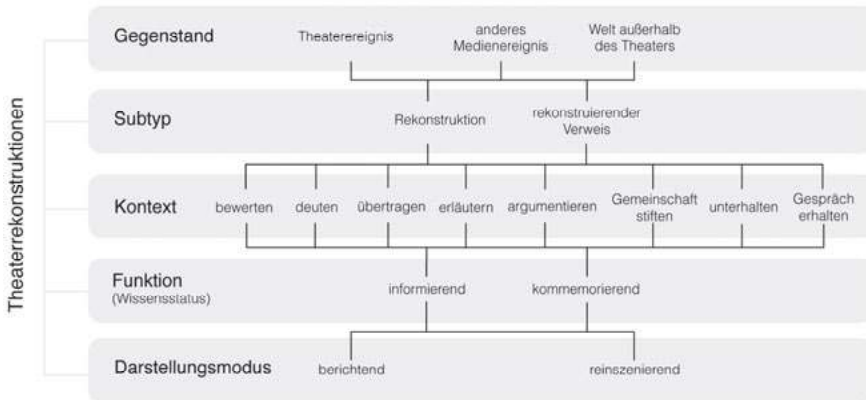 Theaterrekonstruktionen
Gegenstand
Theaterereignis
anderes
Medienereignis
Welt außerhalb
des Theaters
Subtyp
Rekonstruktion
rekonstruierender
Verweis
Kontext
bewerten
deuten
übertragen
erläutern
argumentieren
Gemeinschaft
stiften
unterhalten
Gespräch
erhalten
Funktion
(Wissensstatus)
informierend
kommemorierend
Darstellungsmodus
berichtend
reinszenierend